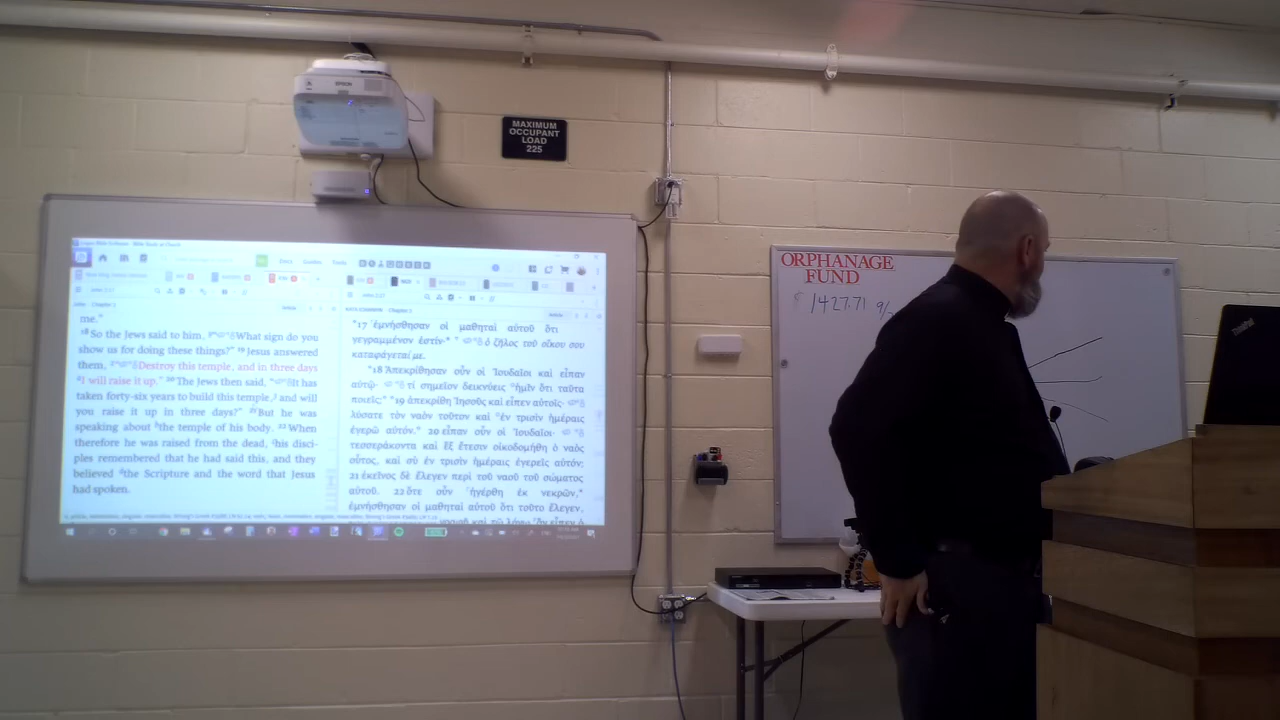 EPSON
MAXIMUM
OCCUPANT
LOAD
225
ORPHANAGE
FUND
1427.71 9/
Docs Guides Tools
me."
18 So the Jews said to him, What sign do you
show us for doing these things?" 19 Jesus answered
them, Destroy this temple, and in three days
I will raise it up." 20 The Jews then said, "It has
taken forty-six years to build this temple, and will
you raise it up in three days?" 21 But he was
speaking about the temple of his body. 22 When
therefore he was raised from the dead, his disci-
ples remembered that he had said this, and they
believed the Scripture and the word that Jesus
had spoken.
17 ἐμνήσθησαν οἱ μαθηταὶ αὐτοῦ ὅτι
γεγραμμένον ἐστίν· ὁ ζῆλος τοῦ οἴκου σου
καταφάγεταί με.
18 Ἀπεκρίθησαν οὖν οἱ Ἰουδαῖοι καὶ εἶπαν
αὐτῷ· τί σημεῖον δεικνύεις ἡμῖν ὅτι ταῦτα
ποιεῖς; 19 ἀπεκρίθη Ἰησοῦς καὶ εἶπεν αὐτοῖς·
λύσατε τὸν ναὸν τοῦτον καὶ ἐν τρισὶν ἡμέραις
ἐγερῶ αὐτόν. 20 εἶπαν οὖν οἱ Ἰουδαῖοι·
τεσσεράκοντα καὶ ἓξ ἔτεσιν οἰκοδομήθη ὁ ναὸς
οὗτος, καὶ σὺ ἐν τρισὶν ἡμέραις ἐγερεῖς αὐτόν;
21 ἐκεῖνος δὲ ἔλεγεν περὶ τοῦ ναοῦ τοῦ σώματος
αὐτοῦ. 22 ὅτε οὖν ἠγέρθη ἐκ νεκρῶν,
ἐμνήσθησαν οἱ μαθηταὶ αὐτοῦ ὅτι τοῦτο ἔλεγεν,
ThinkPad